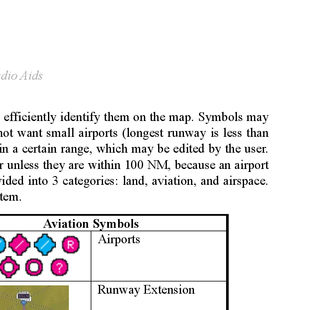 dio Aids
efficiently identify them on the map. Symbols may
not want small airports (longest runway is less than
in a certain range, which may be edited by the user.
r unless they are within 100 NM, because an airport
vided into 3 categories: land, aviation, and airspace.
tem.
Aviation Symbols
R
Airports
?
Runway Extension